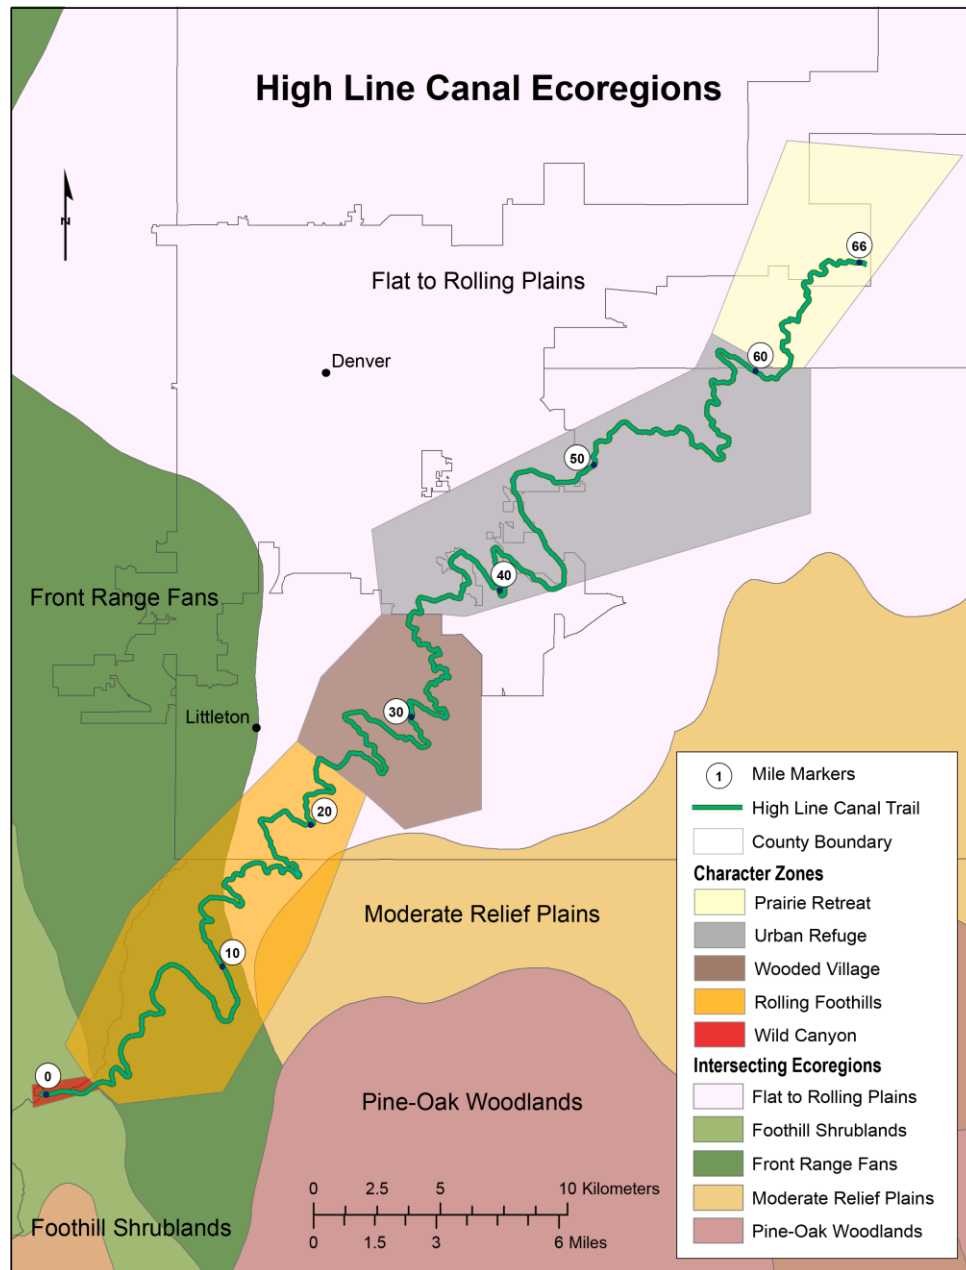 High Line Canal Ecoregions
N
66
Flat to Rolling Plains
60
Denver
50
40
Front Range Fans
30
Littleton
20
Moderate Relief Plains
10
0
Pine-Oak Woodlands
Foothill Shrublands
0 2.5 5 10 Kilometers
0 1.5 3 6 Miles
1 Mile Markers
High Line Canal Trail
County Boundary
Character Zones
Prairie Retreat
Urban Refuge
Wooded Village
Rolling Foothills
Wild Canyon
Intersecting Ecoregions
Flat to Rolling Plains
Foothill Shrublands
Front Range Fans
Moderate Relief Plains
Pine-Oak Woodlands